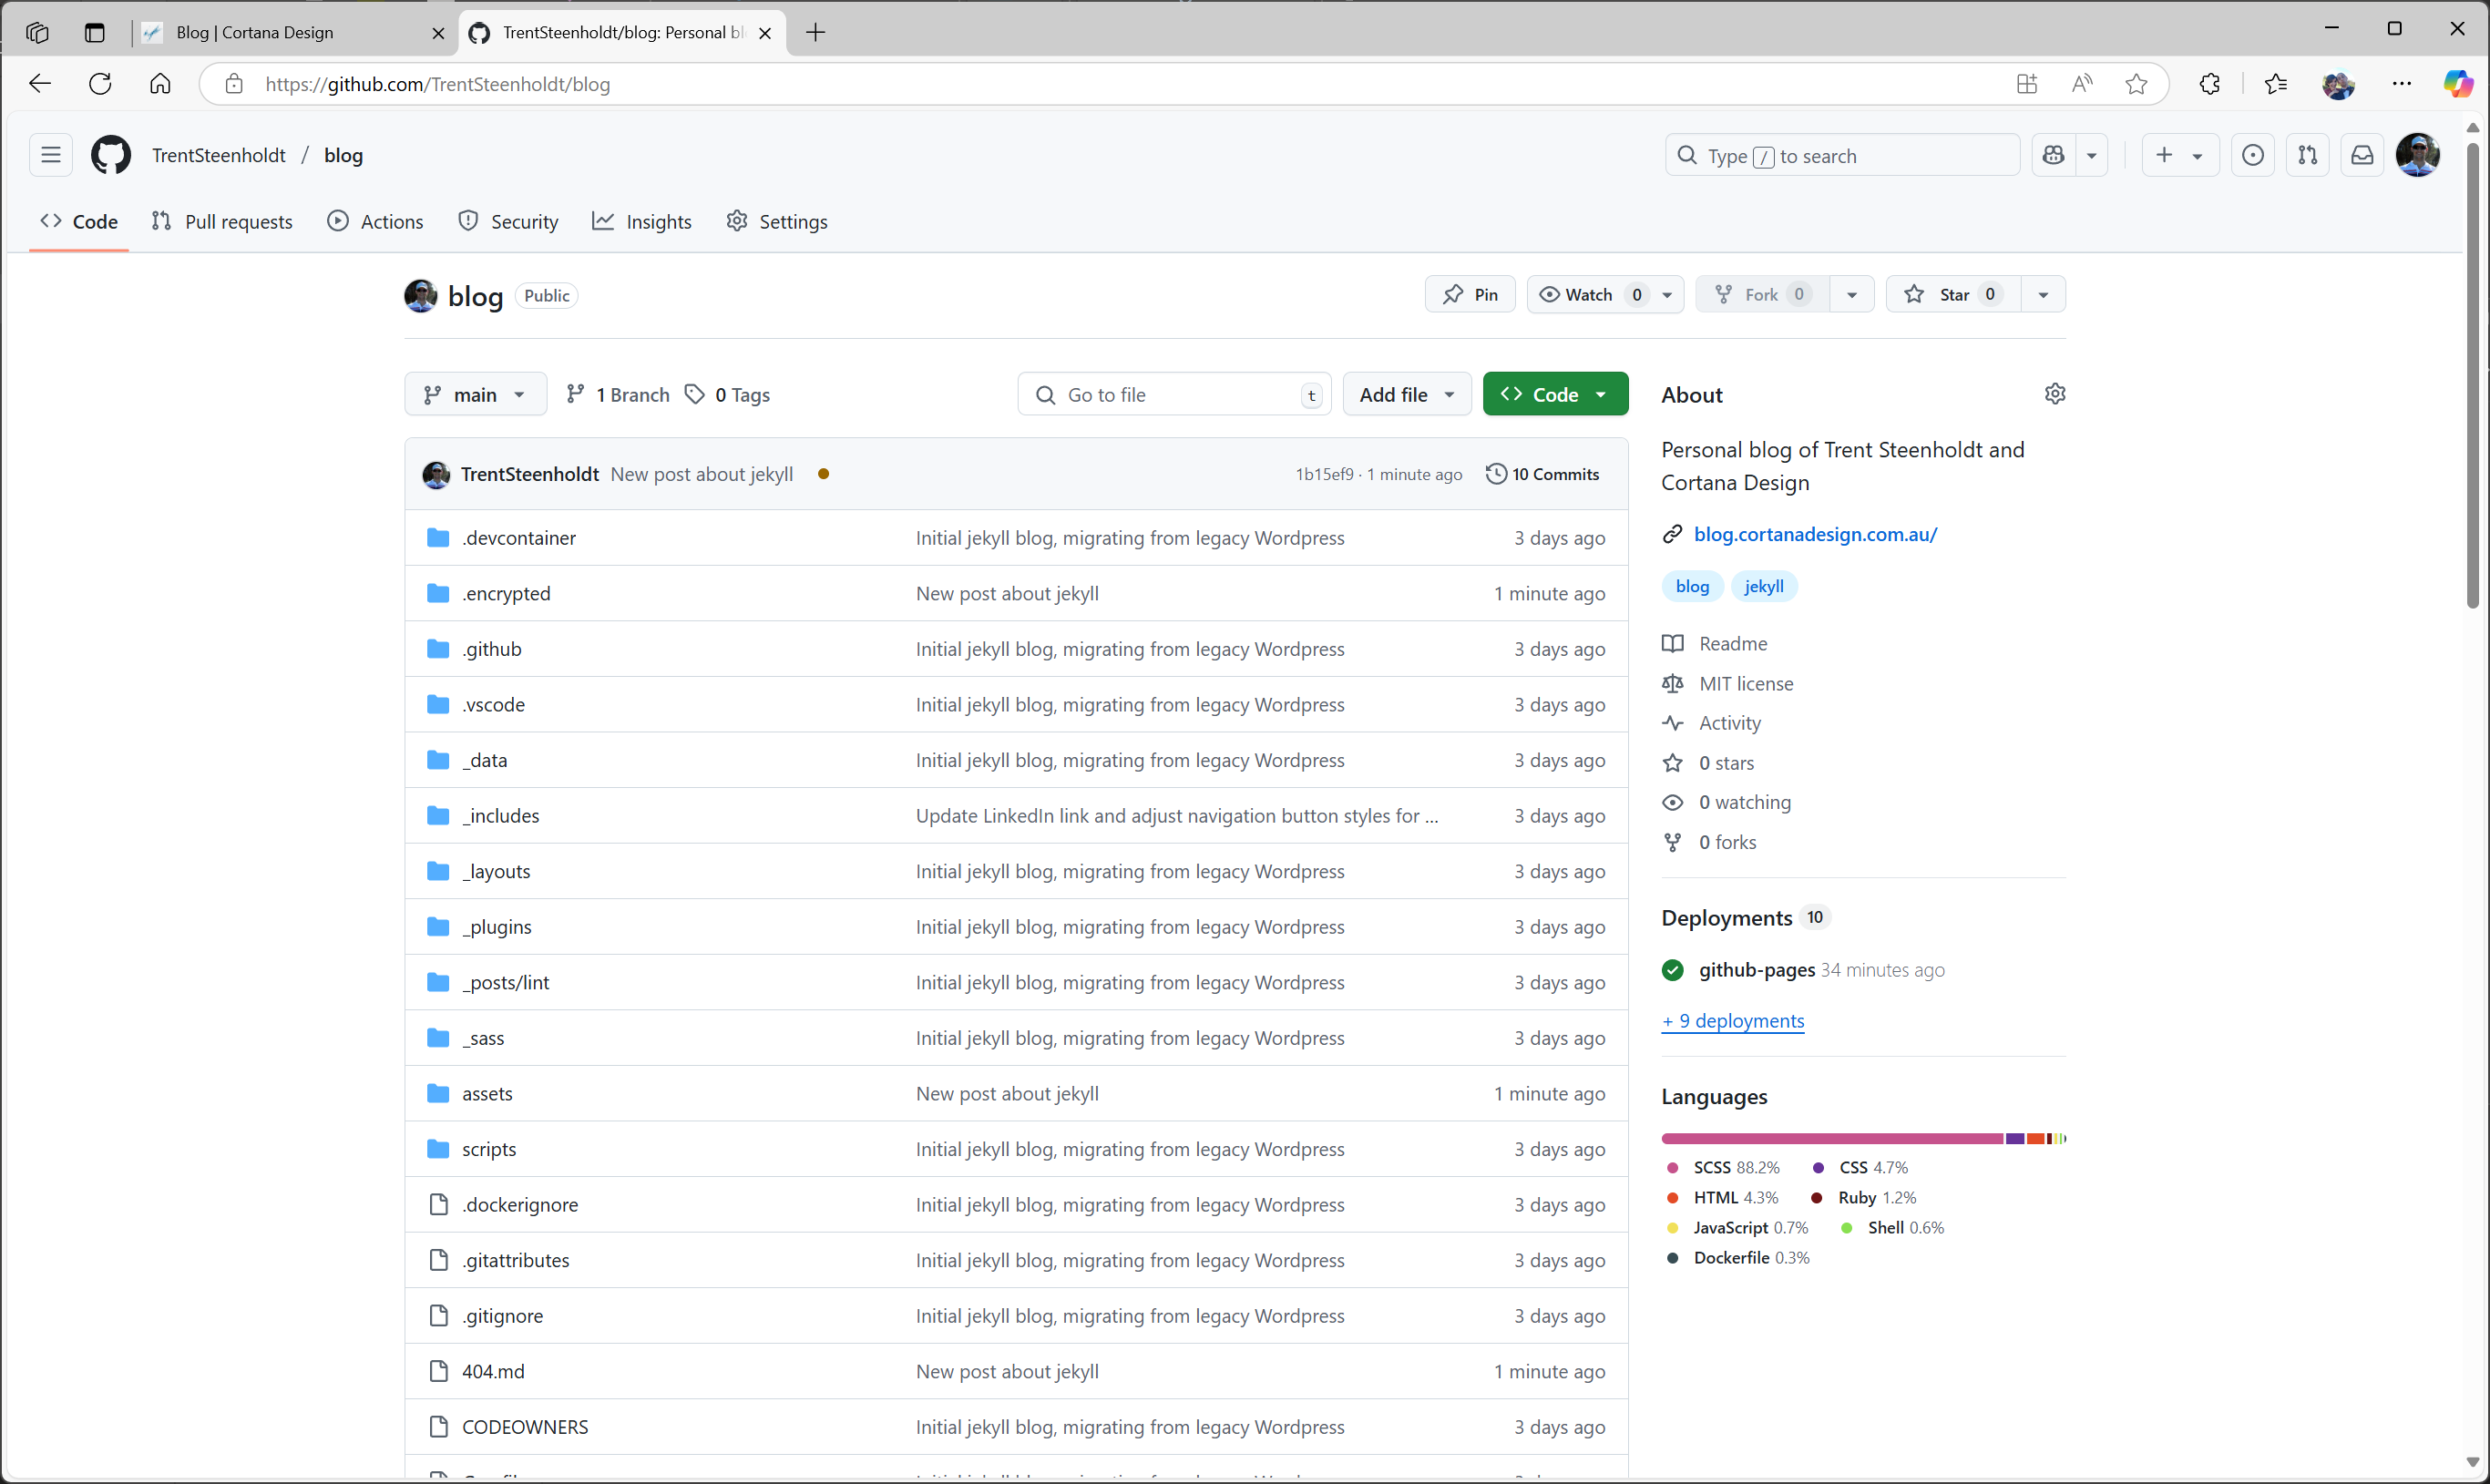 Blog | Cortana Design
TrentSteenholdt/blog: Personal bl
https://github.com/TrentSteenholdt/blog
TrentSteenholdt / blog
Type / to search
Code Pull requests Actions Security Insights Settings
blog Public
Pin Watch 0 Fork 0 Star 0
main 1 Branch 0 Tags
Go to file t Add file Code
TrentSteenholdt New post about jekyll 1b15ef9 · 1 minute ago 10 Commits
.devcontainer Initial jekyll blog, migrating from legacy Wordpress 3 days ago
.encrypted New post about jekyll 1 minute ago
.github Initial jekyll blog, migrating from legacy Wordpress 3 days ago
.vscode Initial jekyll blog, migrating from legacy Wordpress 3 days ago
_data Initial jekyll blog, migrating from legacy Wordpress 3 days ago
_includes Update LinkedIn link and adjust navigation button styles for ... 3 days ago
_layouts Initial jekyll blog, migrating from legacy Wordpress 3 days ago
_plugins Initial jekyll blog, migrating from legacy Wordpress 3 days ago
_posts/lint Initial jekyll blog, migrating from legacy Wordpress 3 days ago
_sass Initial jekyll blog, migrating from legacy Wordpress 3 days ago
assets New post about jekyll 1 minute ago
scripts Initial jekyll blog, migrating from legacy Wordpress 3 days ago
.dockerignore Initial jekyll blog, migrating from legacy Wordpress 3 days ago
.gitattributes Initial jekyll blog, migrating from legacy Wordpress 3 days ago
.gitignore Initial jekyll blog, migrating from legacy Wordpress 3 days ago
404.md New post about jekyll 1 minute ago
CODEOWNERS Initial jekyll blog, migrating from legacy Wordpress 3 days ago
About
Personal blog of Trent Steenholdt and
Cortana Design
blog.cortanadesign.com.au/
blog jekyll
Readme
MIT license
Activity
0 stars
0 watching
0 forks
Deployments 10
github-pages 34 minutes ago
+ 9 deployments
Languages
SCSS 88.2% CSS 4.7%
HTML 4.3% Ruby 1.2%
JavaScript 0.7% Shell 0.6%
Dockerfile 0.3%